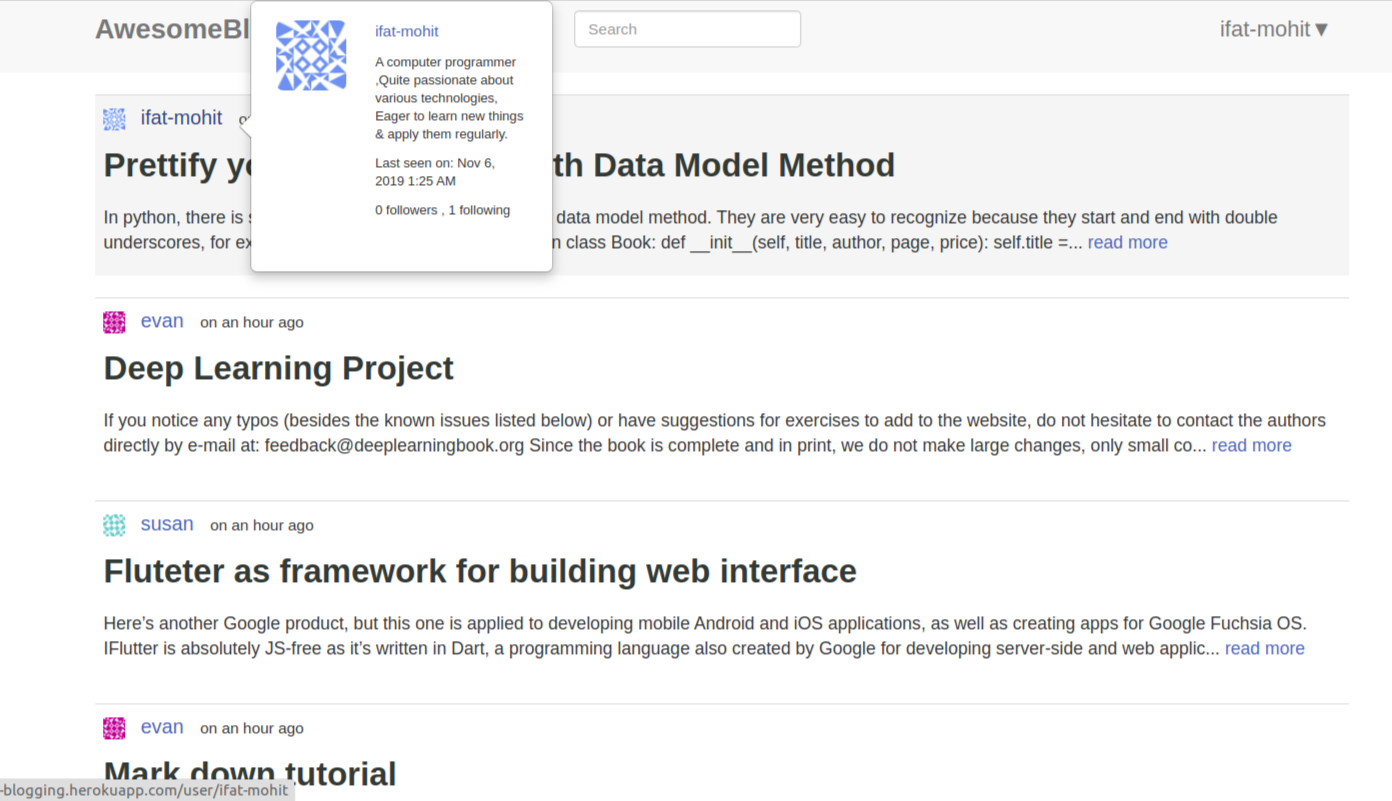 AwesomeBl
Search
ifat-mohit▼
ifat-mohit
A computer programmer
,Quite passionate about
various technologies,
Eager to learn new things
& apply them regularly.
Last seen on: Nov 6,
2019 1:25 AM
0 followers , 1 following
ifat-mohit
Prettify y th Data Model Method
In python, there is data model method. They are very easy to recognize because they start and end with double
underscores, for ex n class Book: def __init__(self, title, author, page, price): self.title =... read more
evan on an hour ago
Deep Learning Project
If you notice any typos (besides the known issues listed below) or have suggestions for exercises to add to the website, do not hesitate to contact the authors
directly by e-mail at: feedback@deeplearningbook.org Since the book is complete and in print, we do not make large changes, only small co... read more
susan on an hour ago
Fluteter as framework for building web interface
Here’s another Google product, but this one is applied to developing mobile Android and iOS applications, as well as creating apps for Google Fuchsia OS.
IFlutter is absolutely JS-free as it’s written in Dart, a programming language also created by Google for developing server-side and web applic... read more
evan on an hour ago
Mark down tutorial
-blogging.herokuapp.com/user/ifat-mohit